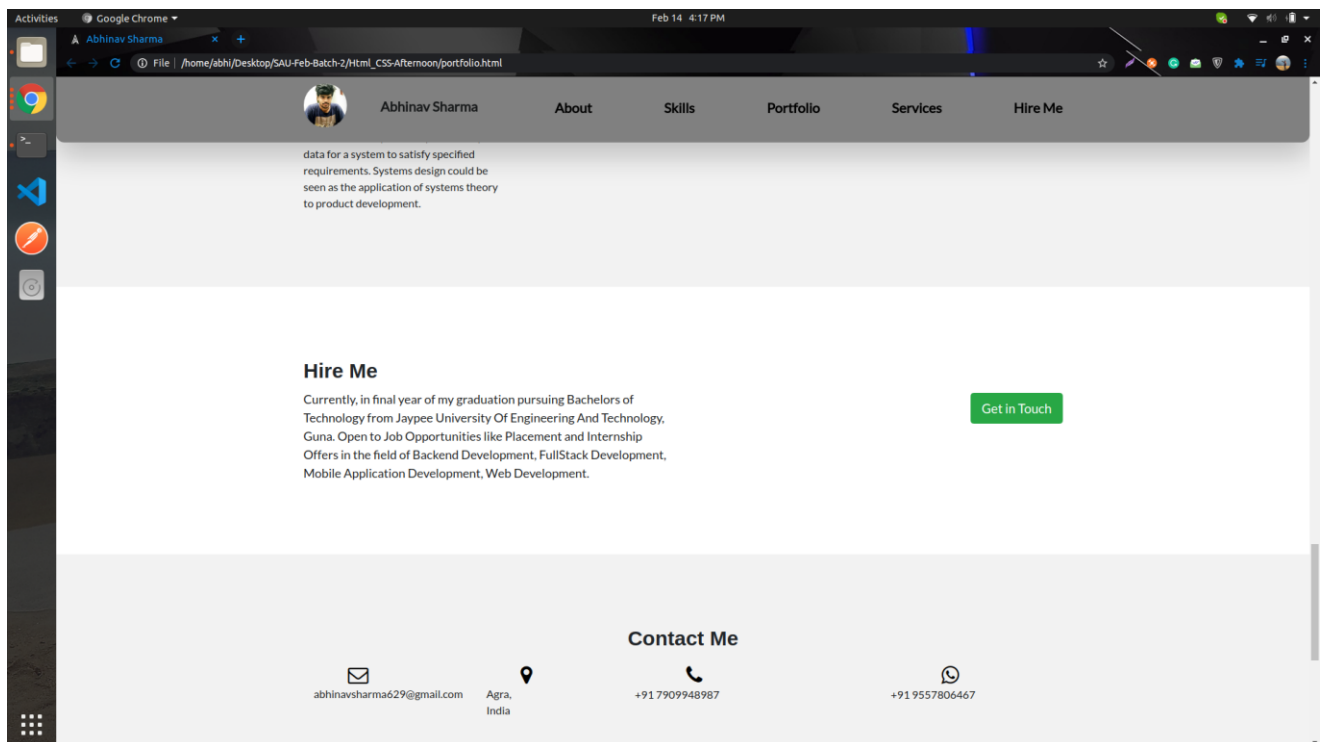 Activities Google Chrome Feb 14 4:17 PM
Abhinav Sharma
File /home/abhi/Desktop/SAU-Feb-Batch-2/Html_CSS-Afternoon/portfolio.html
Abhinav Sharma About Skills Portfolio Services Hire Me
data for a system to satisfy specified
requirements. Systems design could be
seen as the application of systems theory
to product development.
Hire Me
Currently, in final year of my graduation pursuing Bachelors of
Technology from Jaypee University Of Engineering And Technology,
Guna. Open to Job Opportunities like Placement and Internship
Offers in the field of Backend Development, FullStack Development,
Mobile Application Development, Web Development.
Get in Touch
Contact Me
abhinavsharma629@gmail.com Agra, +91 7909948987 +91 9557806467
India